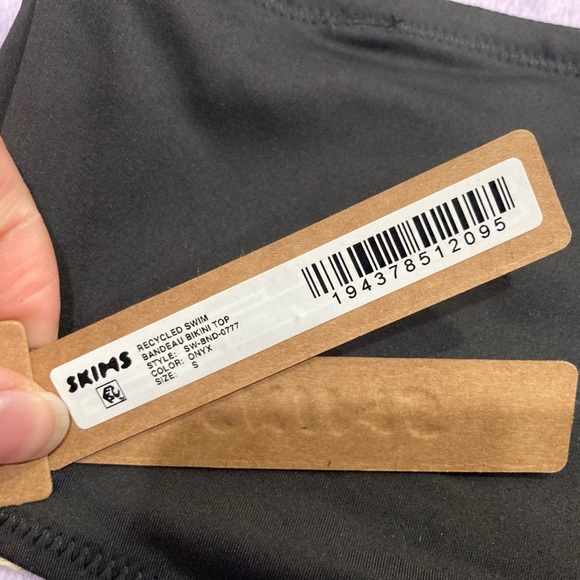 SKIMS
RECYCLED SWIM
BANDEAU BIKINI TOP
STYLE: SW-BND-0777
COLOR: ONYX
SIZE: S
194378512095